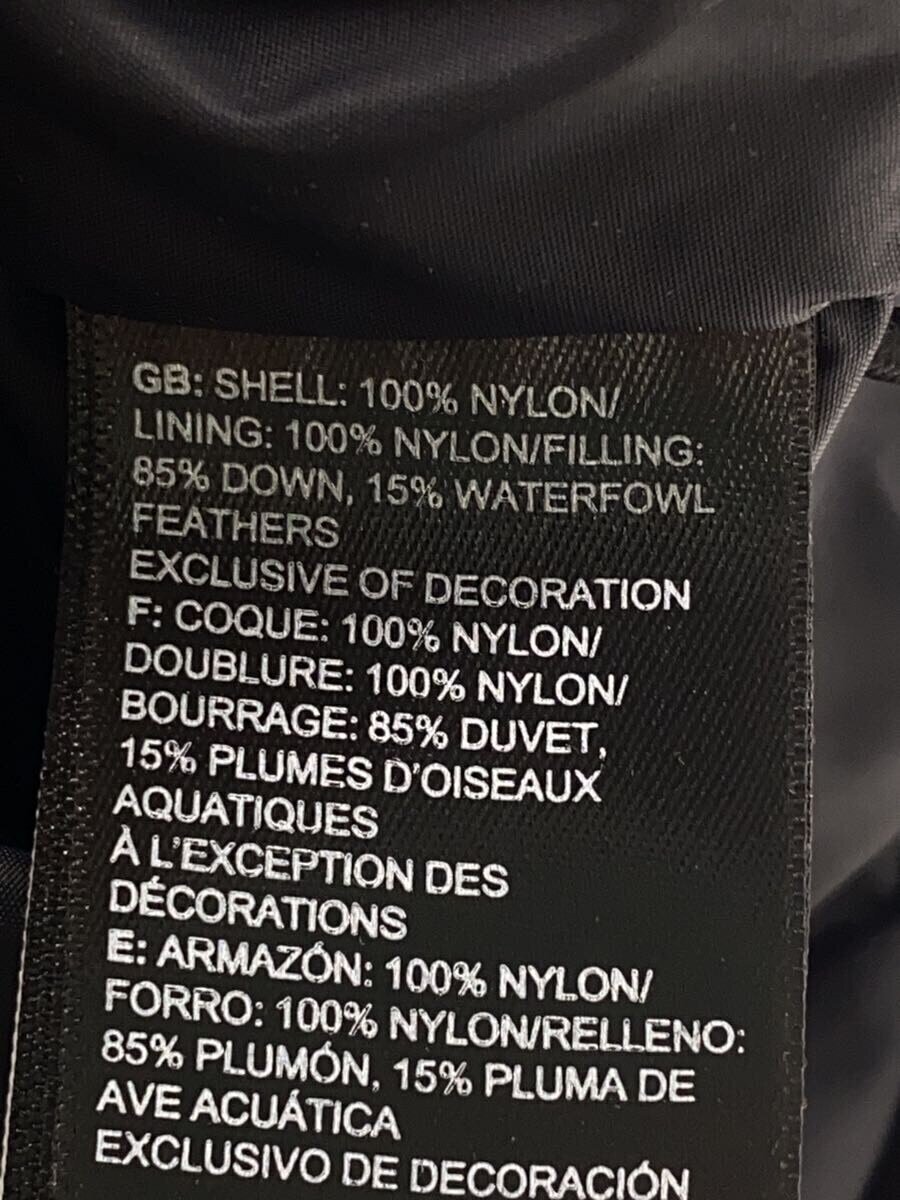 GB: SHELL: 100% NYLON/
LINING: 100% NYLON/FILLING:
85% DOWN, 15% WATERFOWL
FEATHERS
EXCLUSIVE OF DECORATION
F: COQUE: 100% NYLON/
DOUBLURE: 100% NYLON/
BOURRAGE: 85% DUVET,
15% PLUMES D'OISEAUX
AQUATIQUES
À L'EXCEPTION DES
DÉCORATIONS
E: ARMAZÓN: 100% NYLON/
FORRO: 100% NYLON/RELLENO:
85% PLUMÓN, 15% PLUMA DE
AVE ACUÁTICA
EXCLUSIVO DE DECORACIÓN